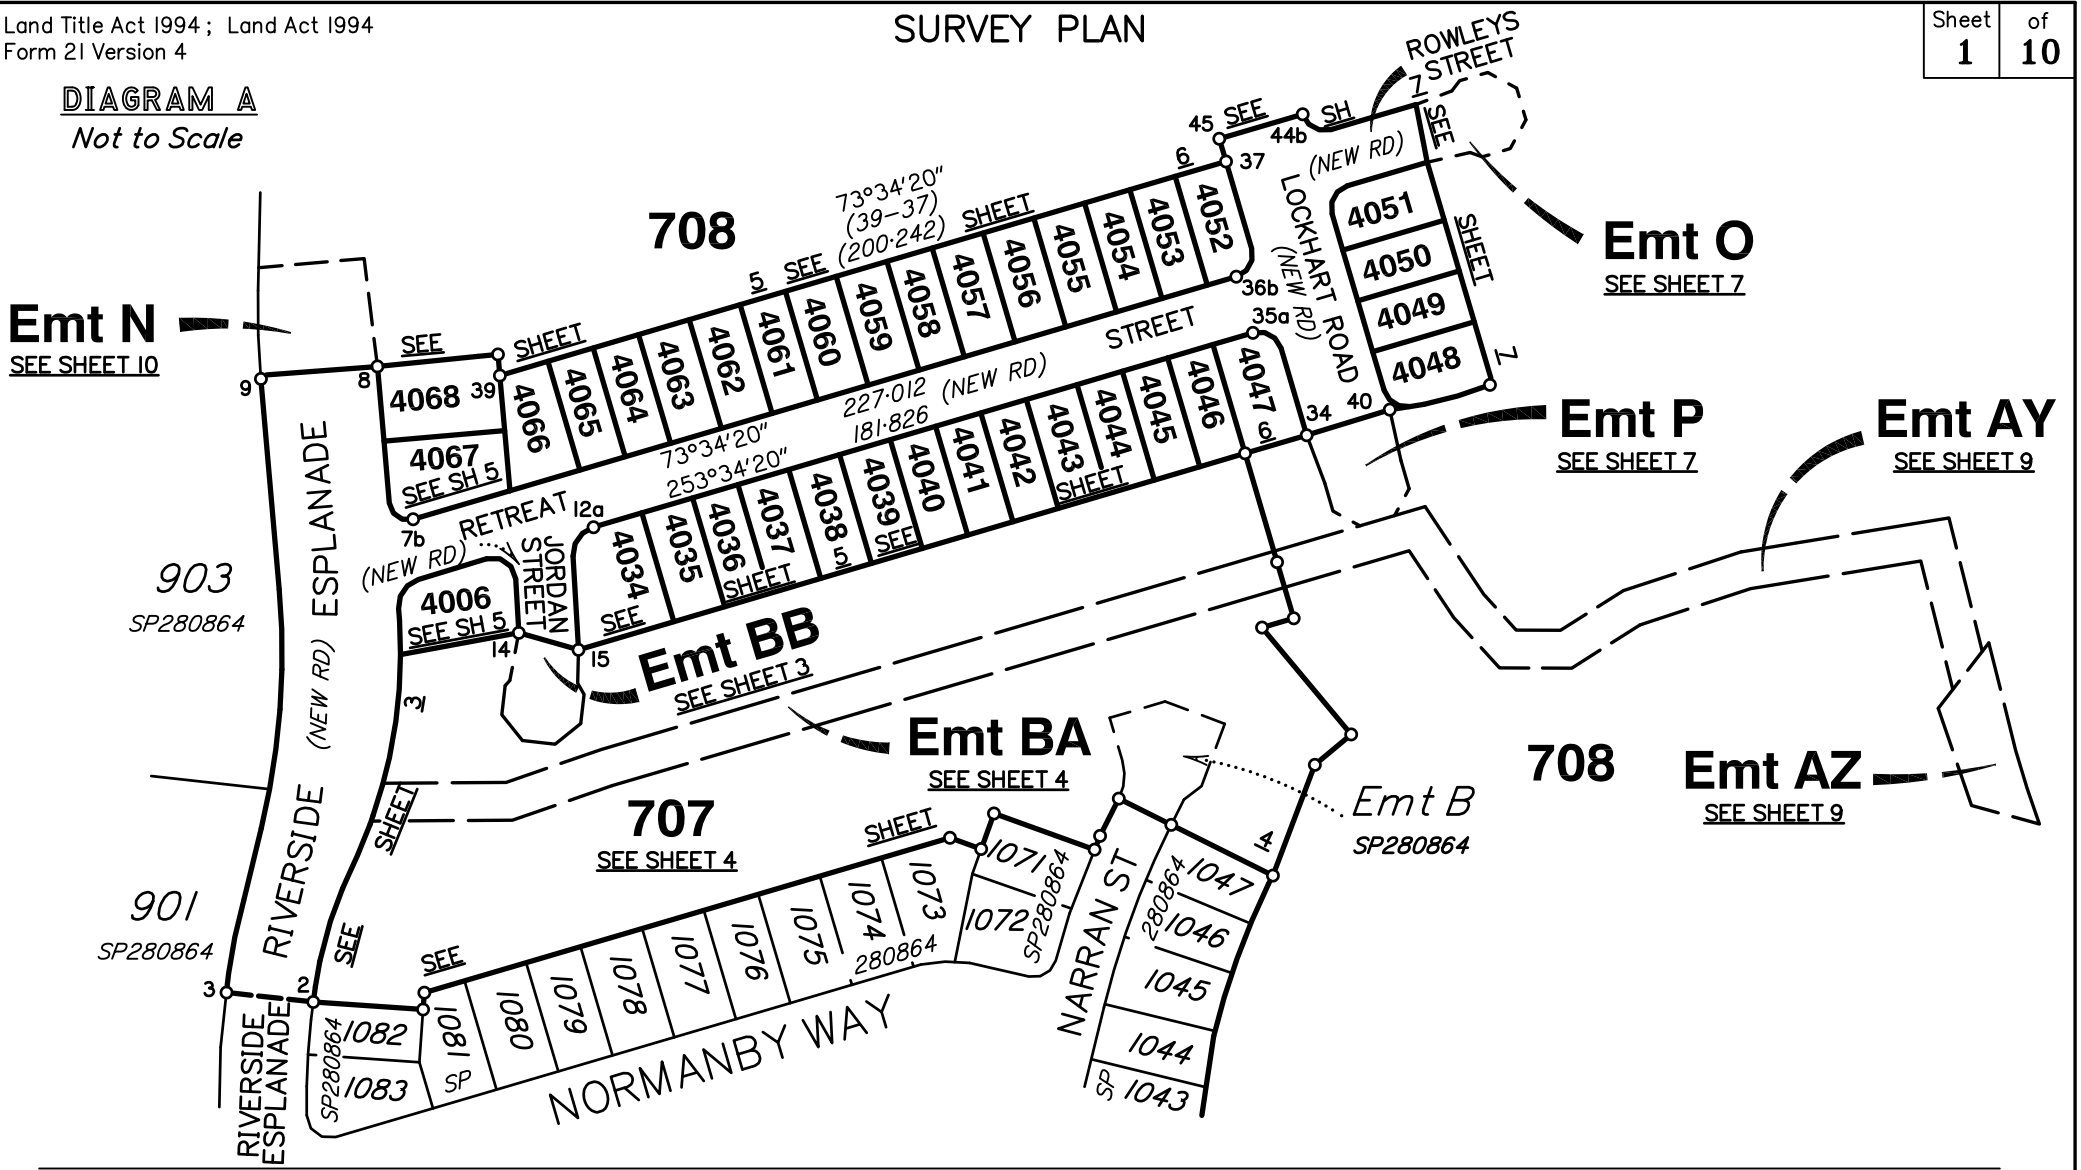 Land Title Act 1994 ; Land Act 1994
Form 21 Version 4
SURVEY PLAN
Sheet
1
of
10
DIAGRAM A
Not to Scale
ROWLEYS
STREET
7
SEE
45
SEE
44b
SH
6
37
(NEW RD)
73°34'20"
(39-37)
(200·242)
SHEET
708
5
SEE
LOCKHART ROAD
(NEW RD)
4051
4050
4049
4048
SHEET
7
Emt O
SEE SHEET 7
Emt N
SEE SHEET 10
9
8
SEE
SHEET
39
4068
4067
SEE SH 5
4066
4065
4064
4063
4062
4061
4060
4059
4058
4057
4056
4055
4054
4053
4052
36b
35a
STREET
(NEW RD)
227·012
181·826
73°34'20"
253°34'20"
RETREAT
(NEW RD)
7b
12a
JORDAN
STREET
4034
4035
4036
4037
4038
4039
4040
4041
4042
4043
4044
4045
4046
4047
SEE
SHEET
5
SEE
SHEET
6
34
40
Emt P
SEE SHEET 7
Emt AY
SEE SHEET 9
903
SP280864
RIVERSIDE (NEW RD) ESPLANADE
4006
SEE SH 5
14
15
31
Emt BB
SEE SHEET 3
Emt BA
SEE SHEET 4
708
Emt AZ
SEE SHEET 9
Emt B
SP280864
4
707
SEE SHEET 4
SHEET
SEE
901
SP280864
3
2
SEE
SHEET
1071
1072
SP280864
1073
1074
1075
1076
1077
1078
1079
1080
1081
SP
280864
1082
1083
SP280864
RIVERSIDE
ESPLANADE
NORMANBY WAY
NARRAN ST
1047
1046
1045
1044
1043
SP
280864